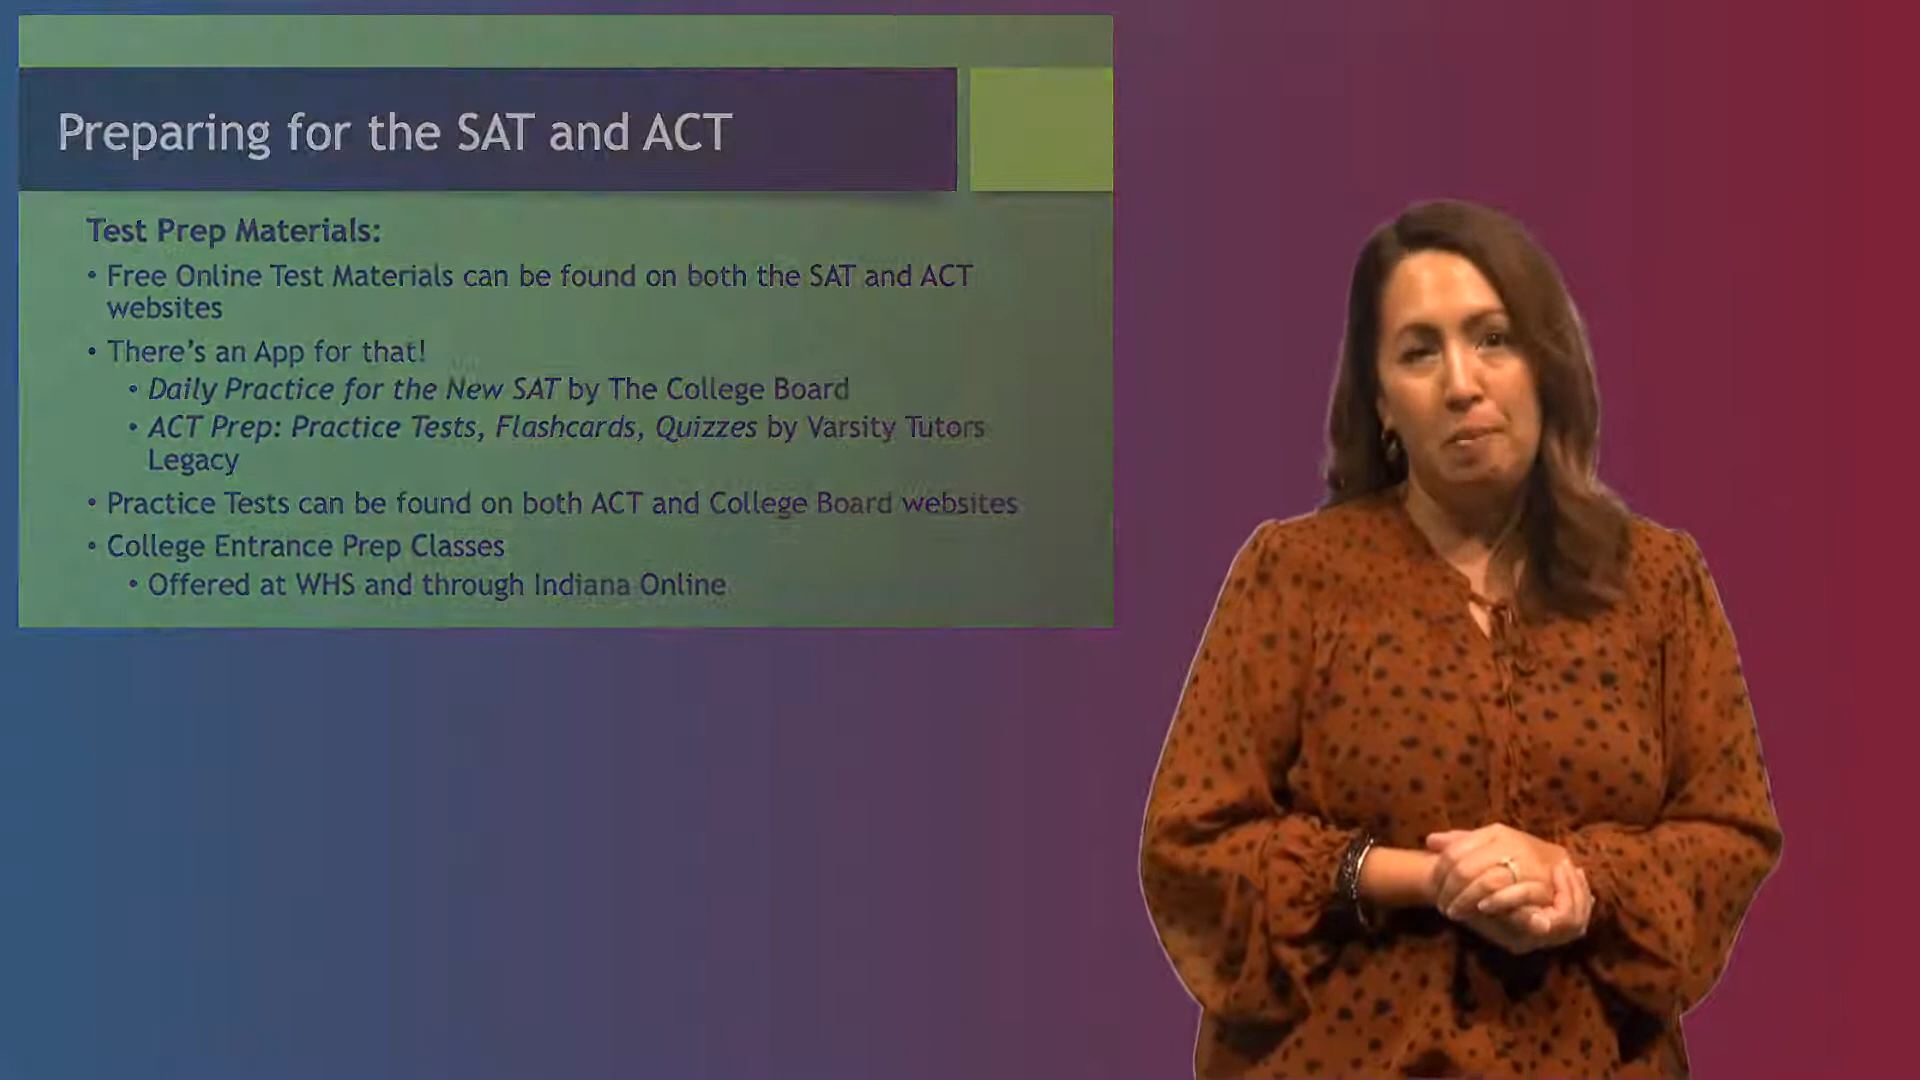 Preparing for the SAT and ACT
Test Prep Materials:
• Free Online Test Materials can be found on both the SAT and ACT
websites
• There's an App for that!
• Daily Practice for the New SAT by The College Board
• ACT Prep: Practice Tests, Flashcards, Quizzes by Varsity Tutors
Legacy
• Practice Tests can be found on both ACT and College Board websites
• College Entrance Prep Classes
• Offered at WHS and through Indiana Online